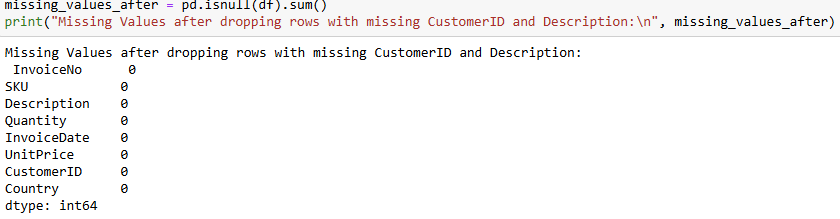 missing_values_after = pd.isnull(df).sum()
print("Missing Values after dropping rows with missing CustomerID and Description:\n", missing_values_after)
Missing Values after dropping rows with missing CustomerID and Description:
 InvoiceNo      0
SKU            0
Description    0
Quantity       0
InvoiceDate    0
UnitPrice      0
CustomerID     0
Country        0
dtype: int64